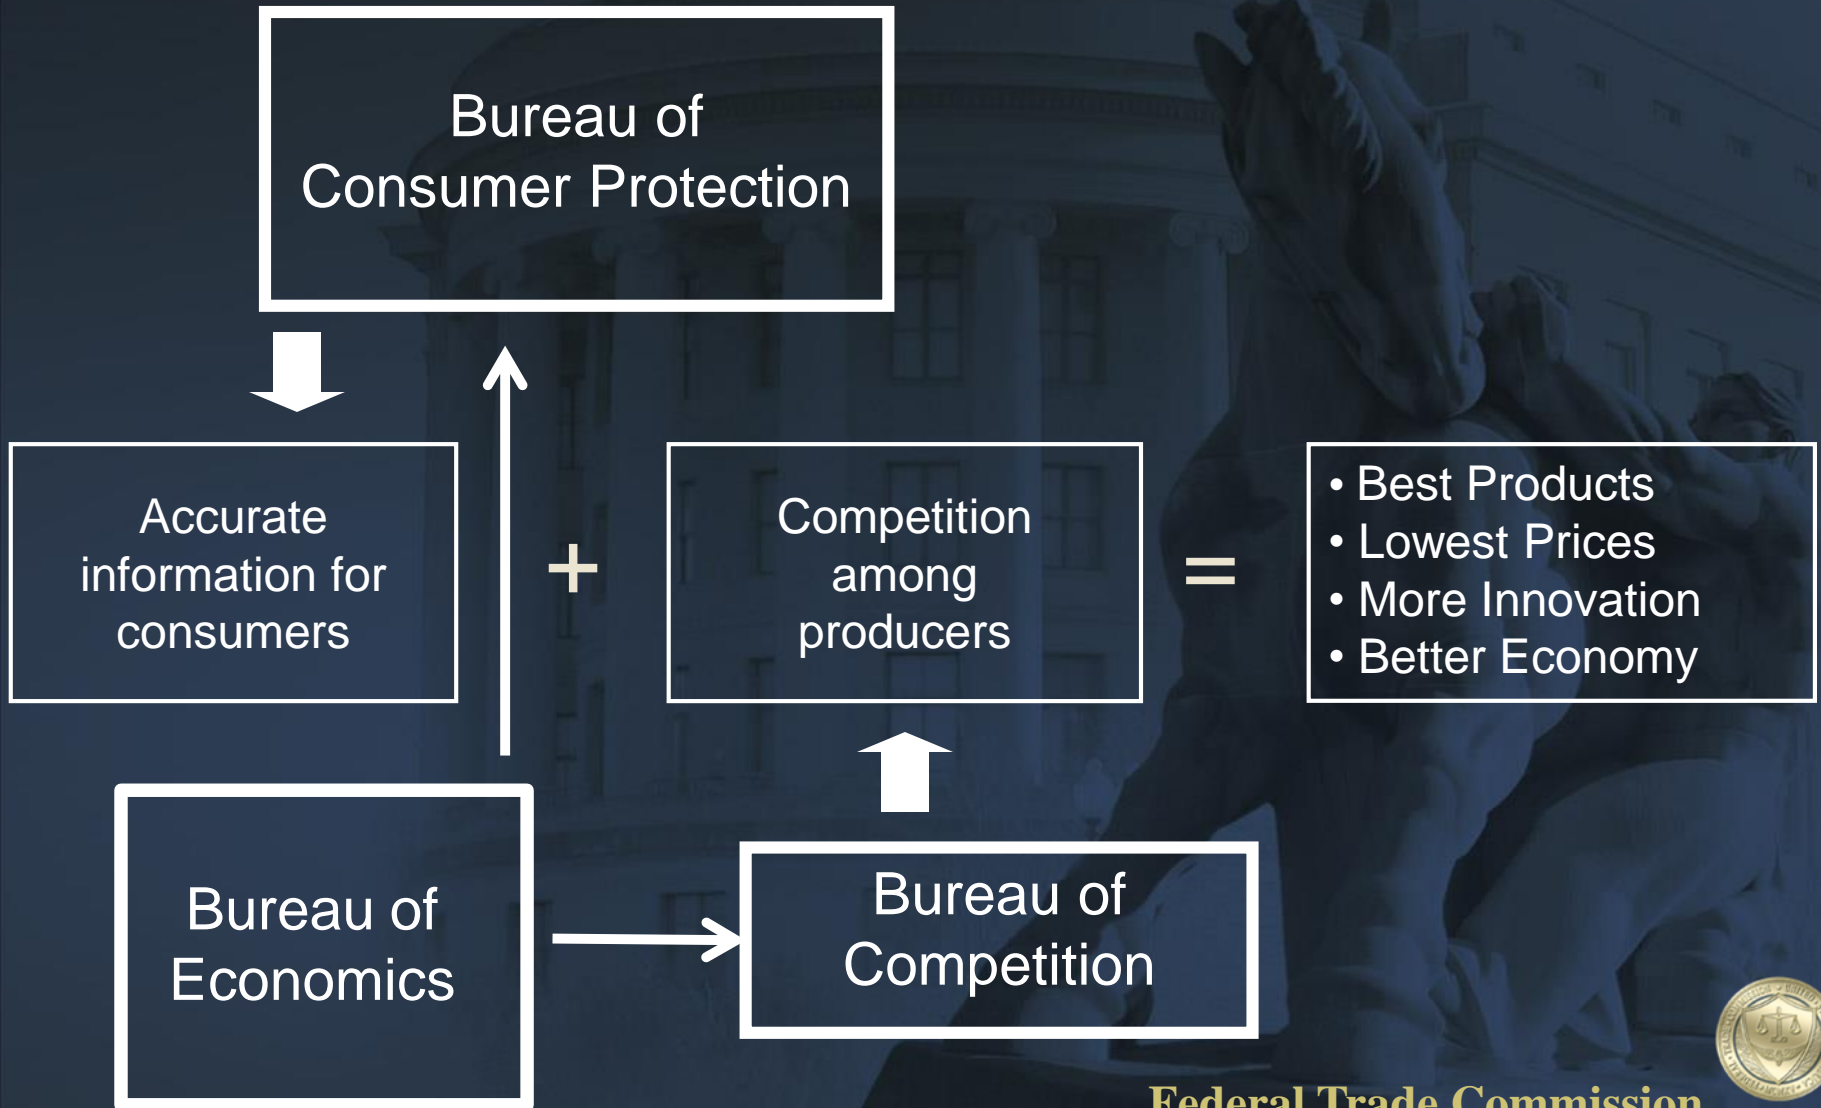 Bureau of
Consumer Protection
Accurate
information for
consumers
+
Competition
among
producers
=
• Best Products
• Lowest Prices
• More Innovation
• Better Economy
Bureau of
Economics
Bureau of
Competition
Federal Trade Commission